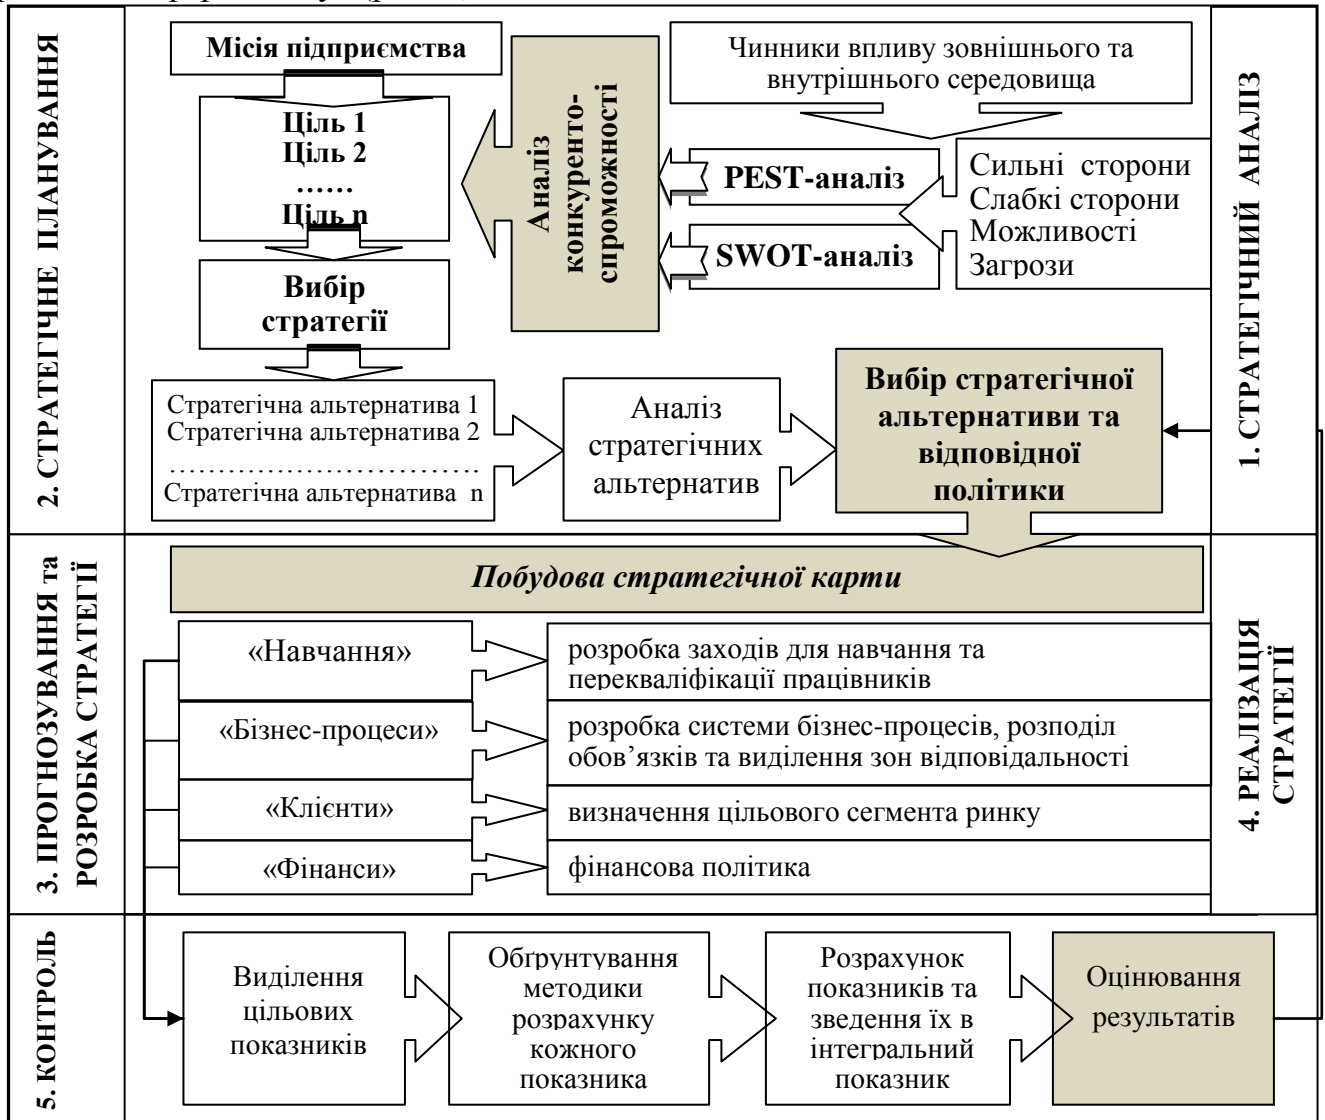 2. СТРАТЕГІЧНЕ ПЛАНУВАННЯ
Місія підприємства
Ціль 1
Ціль 2
……
Ціль n
Вибір
стратегії
Аналіз
конкуренто-
спроможності
Чинники впливу зовнішнього та
внутрішнього середовища
PEST-аналіз
SWOT-аналіз
Сильні сторони
Слабкі сторони
Можливості
Загрози
1. СТРАТЕГІЧНИЙ АНАЛІЗ
Стратегічна альтернатива 1
Стратегічна альтернатива 2
…………………………
Стратегічна альтернатива n
Аналіз
стратегічних
альтернатив
Вибір стратегічної
альтернативи та
відповідної
політики
3. ПРОГНОЗУВАННЯ та
РОЗРОБКА СТРАТЕГІЇ
Побудова стратегічної карти
«Навчання»
розробка заходів для навчання та
перекваліфікації працівників
«Бізнес-процеси»
розробка системи бізнес-процесів, розподіл
обов’язків та виділення зон відповідальності
«Клієнти»
визначення цільового сегмента ринку
«Фінанси»
фінансова політика
4. РЕАЛІЗАЦІЯ
СТРАТЕГІЇ
5. КОНТРОЛЬ
Виділення
цільових
показників
Обґрунтування
методики
розрахунку
кожного
показника
Розрахунок
показників та
зведення їх в
інтегральний
показник
Оцінювання
результатів